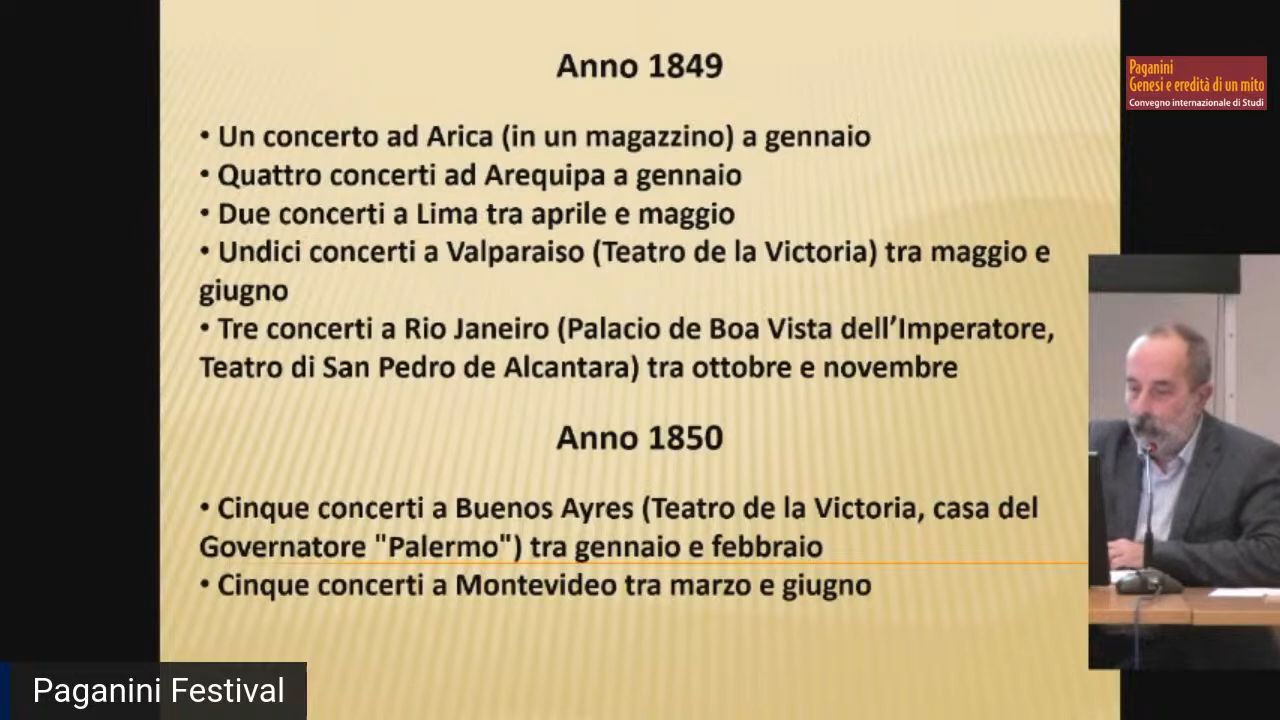 Anno 1849
• Un concerto ad Arica (in un magazzino) a gennaio
• Quattro concerti ad Arequipa a gennaio
• Due concerti a Lima tra aprile e maggio
• Undici concerti a Valparaiso (Teatro de la Victoria) tra maggio e
giugno
• Tre concerti a Rio Janeiro (Palacio de Boa Vista dell’Imperatore,
Teatro di San Pedro de Alcantara) tra ottobre e novembre
Anno 1850
• Cinque concerti a Buenos Ayres (Teatro de la Victoria, casa del
Governatore "Palermo") tra gennaio e febbraio
• Cinque concerti a Montevideo tra marzo e giugno
Paganini
Genesi e eredità di un mito
Convegno internazionale di Studi
Paganini Festival